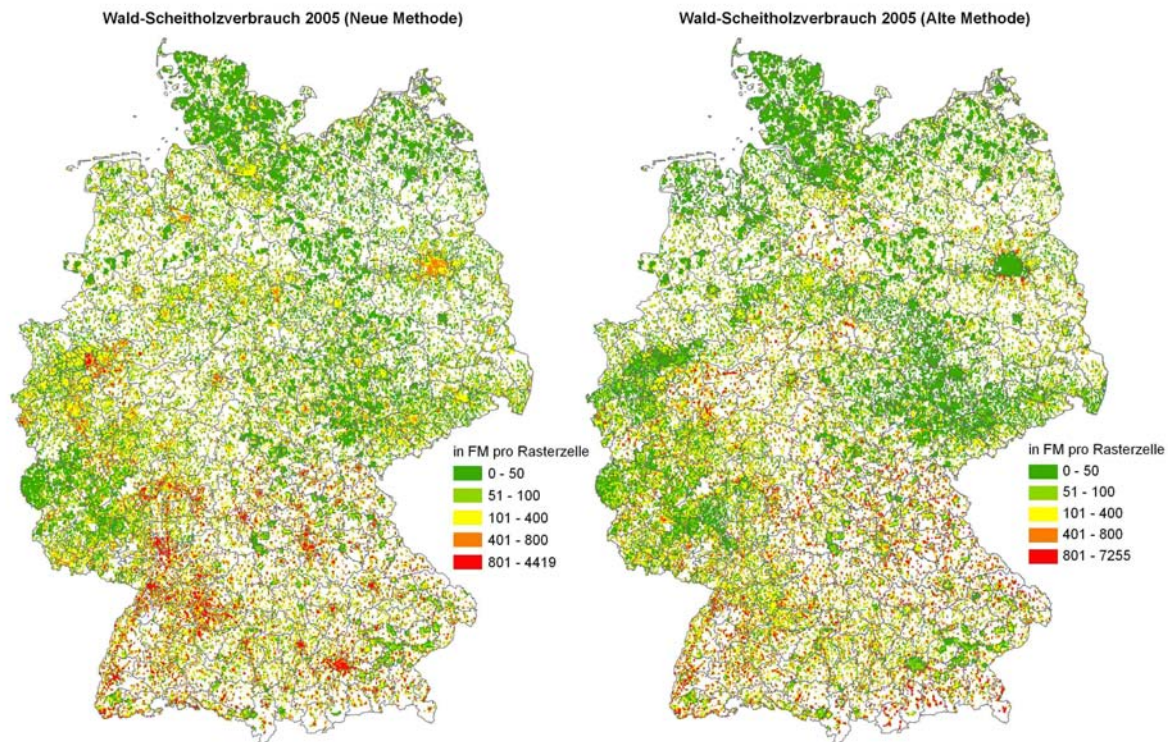 Wald-Scheitholzverbrauch 2005 (Neue Methode)
Wald-Scheitholzverbrauch 2005 (Alte Methode)
in FM pro Rasterzelle
0 - 50
51 - 100
101 - 400
401 - 800
801 - 4419
in FM pro Rasterzelle
0 - 50
51 - 100
101 - 400
401 - 800
801 - 7255